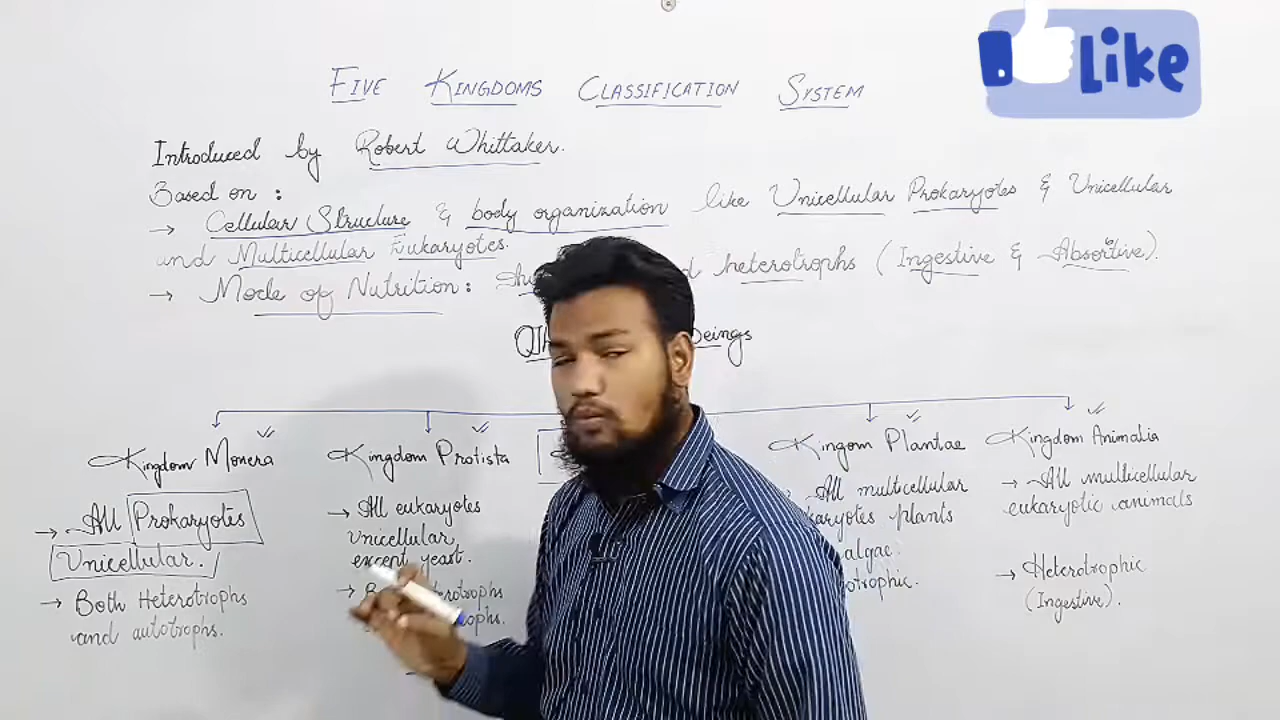 Like
FIVE KINGDOMS CLASSIFICATION SYSTEM
Introduced by Robert Whittaker.
Based on :
→ Cellular Structure & body organization like Unicellular Prokaryotes & Unicellular
and Multicellular Eukaryotes.
→ Mode of Nutrition: heterotrophs (Ingestive & Absortive).
beings
Kingdom Monera
→ All Prokaryotes
Unicellular.
→ Both Heterotrophs
and autotrophs.
Kingdom Protista
→ All eukaryotes
unicellular
except yeast.
→
Kingom Plantae
All multicellular
plants
algae.
Kingdom Animalia
→ All multicellular
eukaryotic animals
→ Heterotrophic
(Ingestive).